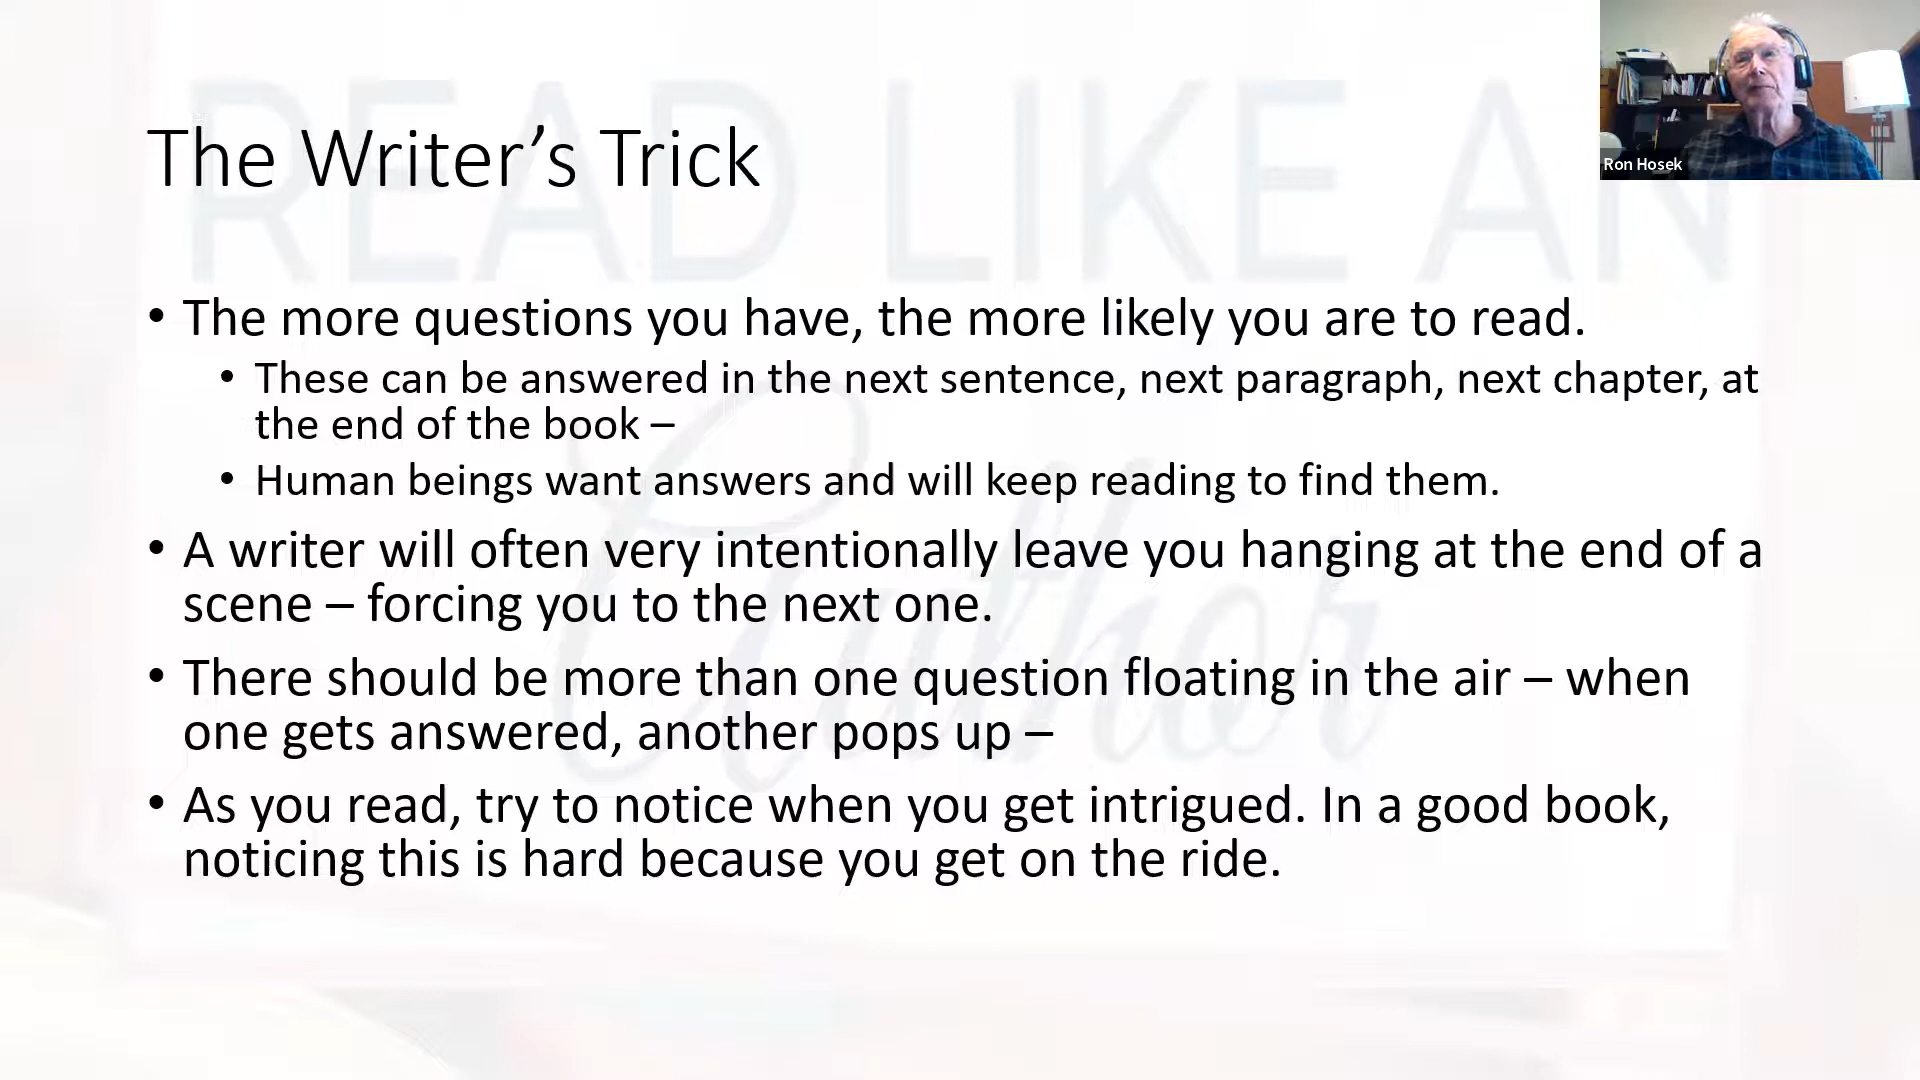 READ LIKE AN
Author
The Writer’s Trick
Ron Hosek
• The more questions you have, the more likely you are to read.
• These can be answered in the next sentence, next paragraph, next chapter, at
the end of the book –
• Human beings want answers and will keep reading to find them.
• A writer will often very intentionally leave you hanging at the end of a
scene – forcing you to the next one.
• There should be more than one question floating in the air – when
one gets answered, another pops up –
• As you read, try to notice when you get intrigued. In a good book,
noticing this is hard because you get on the ride.